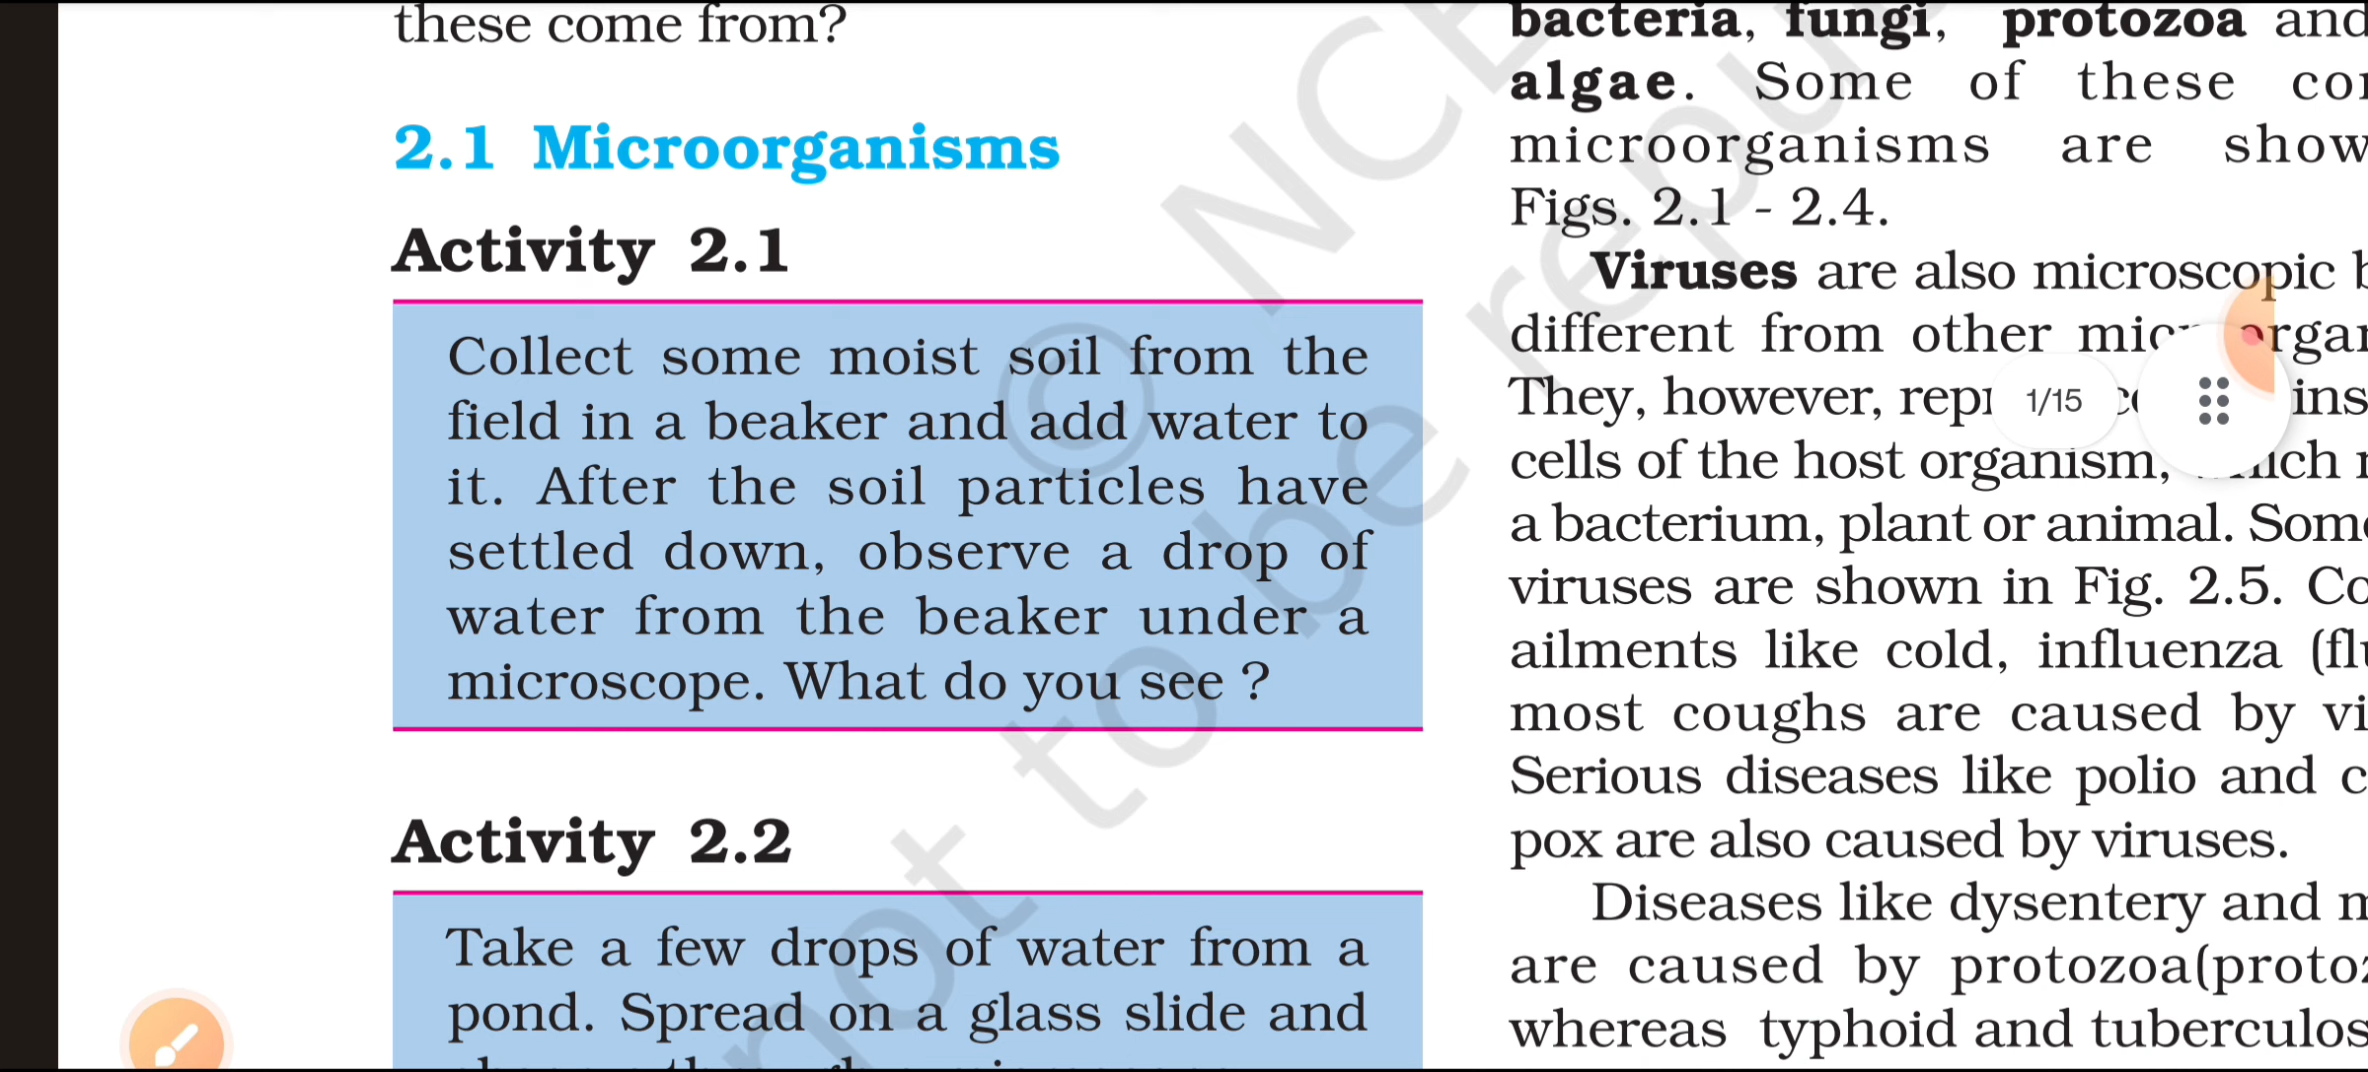 these come from?
2.1 Microorganisms
Activity 2.1
Collect some moist soil from the
field in a beaker and add water to
it. After the soil particles have
settled down, observe a drop of
water from the beaker under a
microscope. What do you see ?
Activity 2.2
Take a few drops of water from a
pond. Spread on a glass slide and
bacteria, fungi, protozoa and
algae. Some of these
microorganisms are
Figs. 2.1 - 2.4.
Viruses are also microscopic
different from other
They, however,
cells of the host organism,
a bacterium, plant or animal.
viruses are shown in Fig. 2.5.
ailments like cold, influenza
most coughs are caused by
Serious diseases like polio and
pox are also caused by viruses.
Diseases like dysentery and
are caused by
whereas typhoid and
1/15
©
not to be